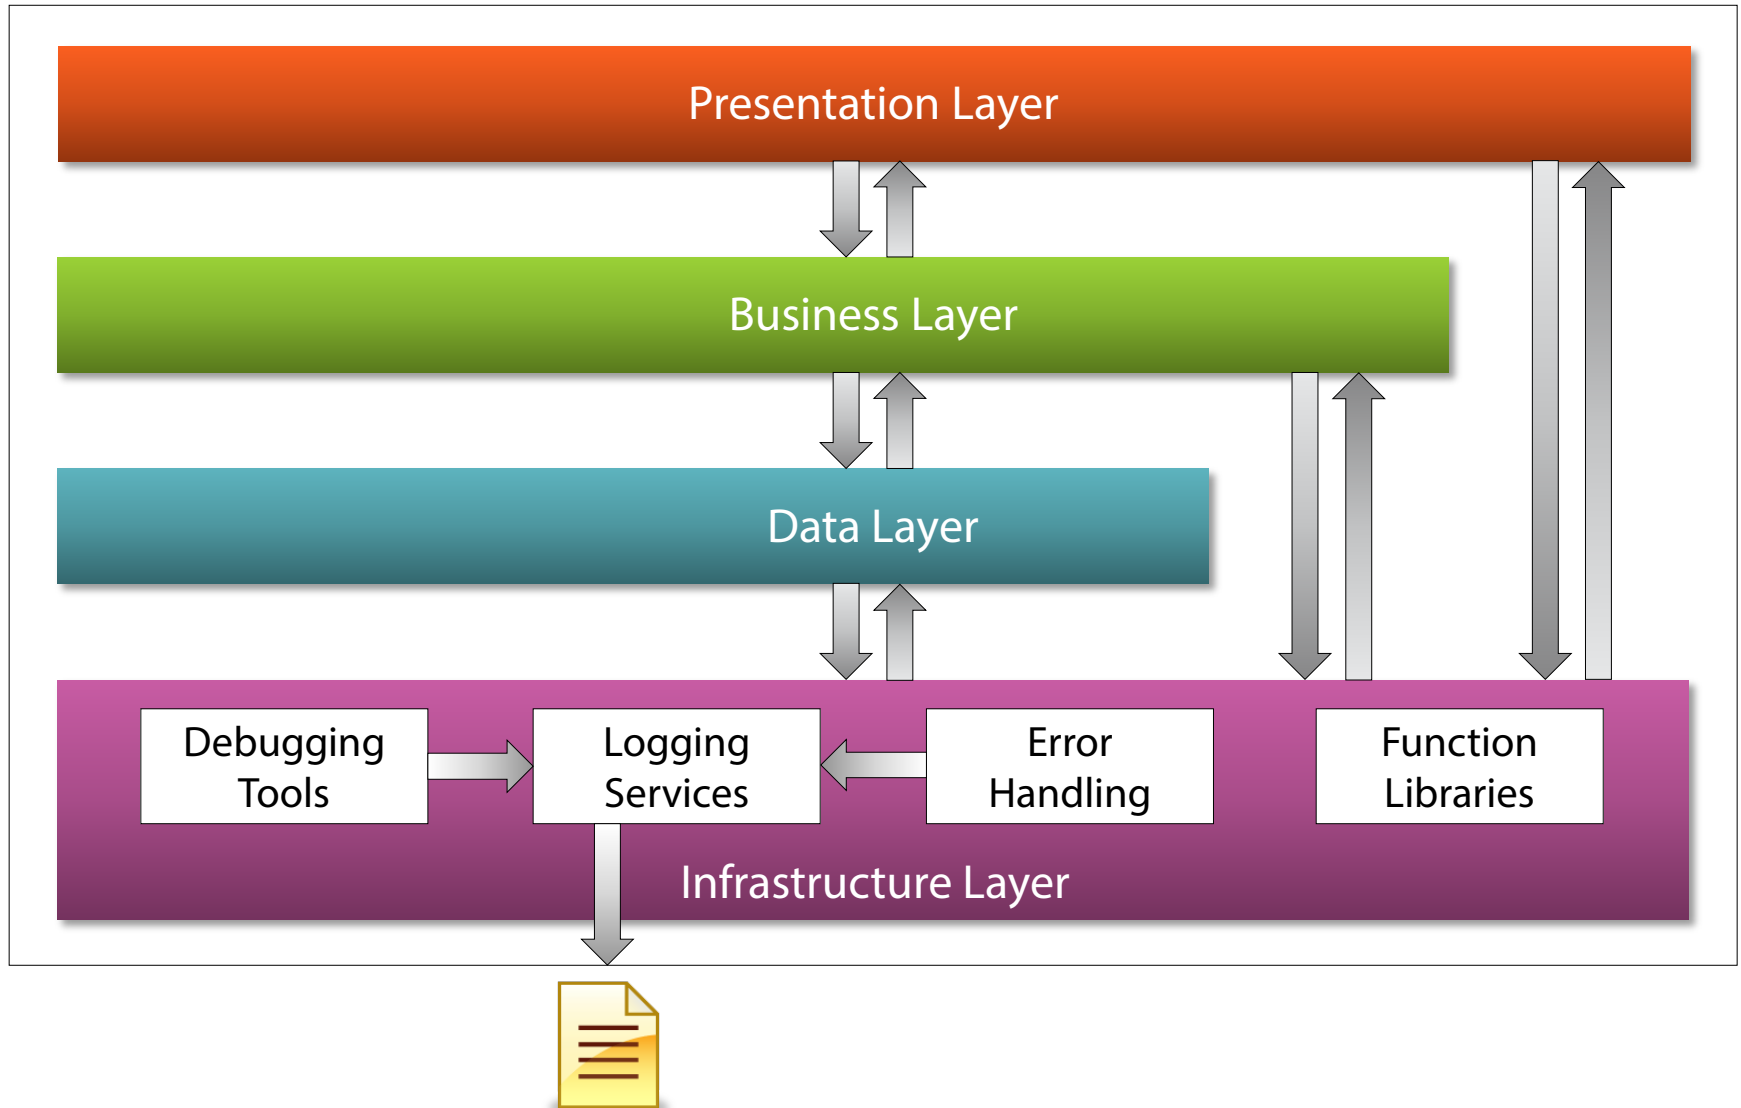 Presentation Layer
Business Layer
Data Layer
Debugging
Tools
Logging
Services
Error
Handling
Function
Libraries
Infrastructure Layer